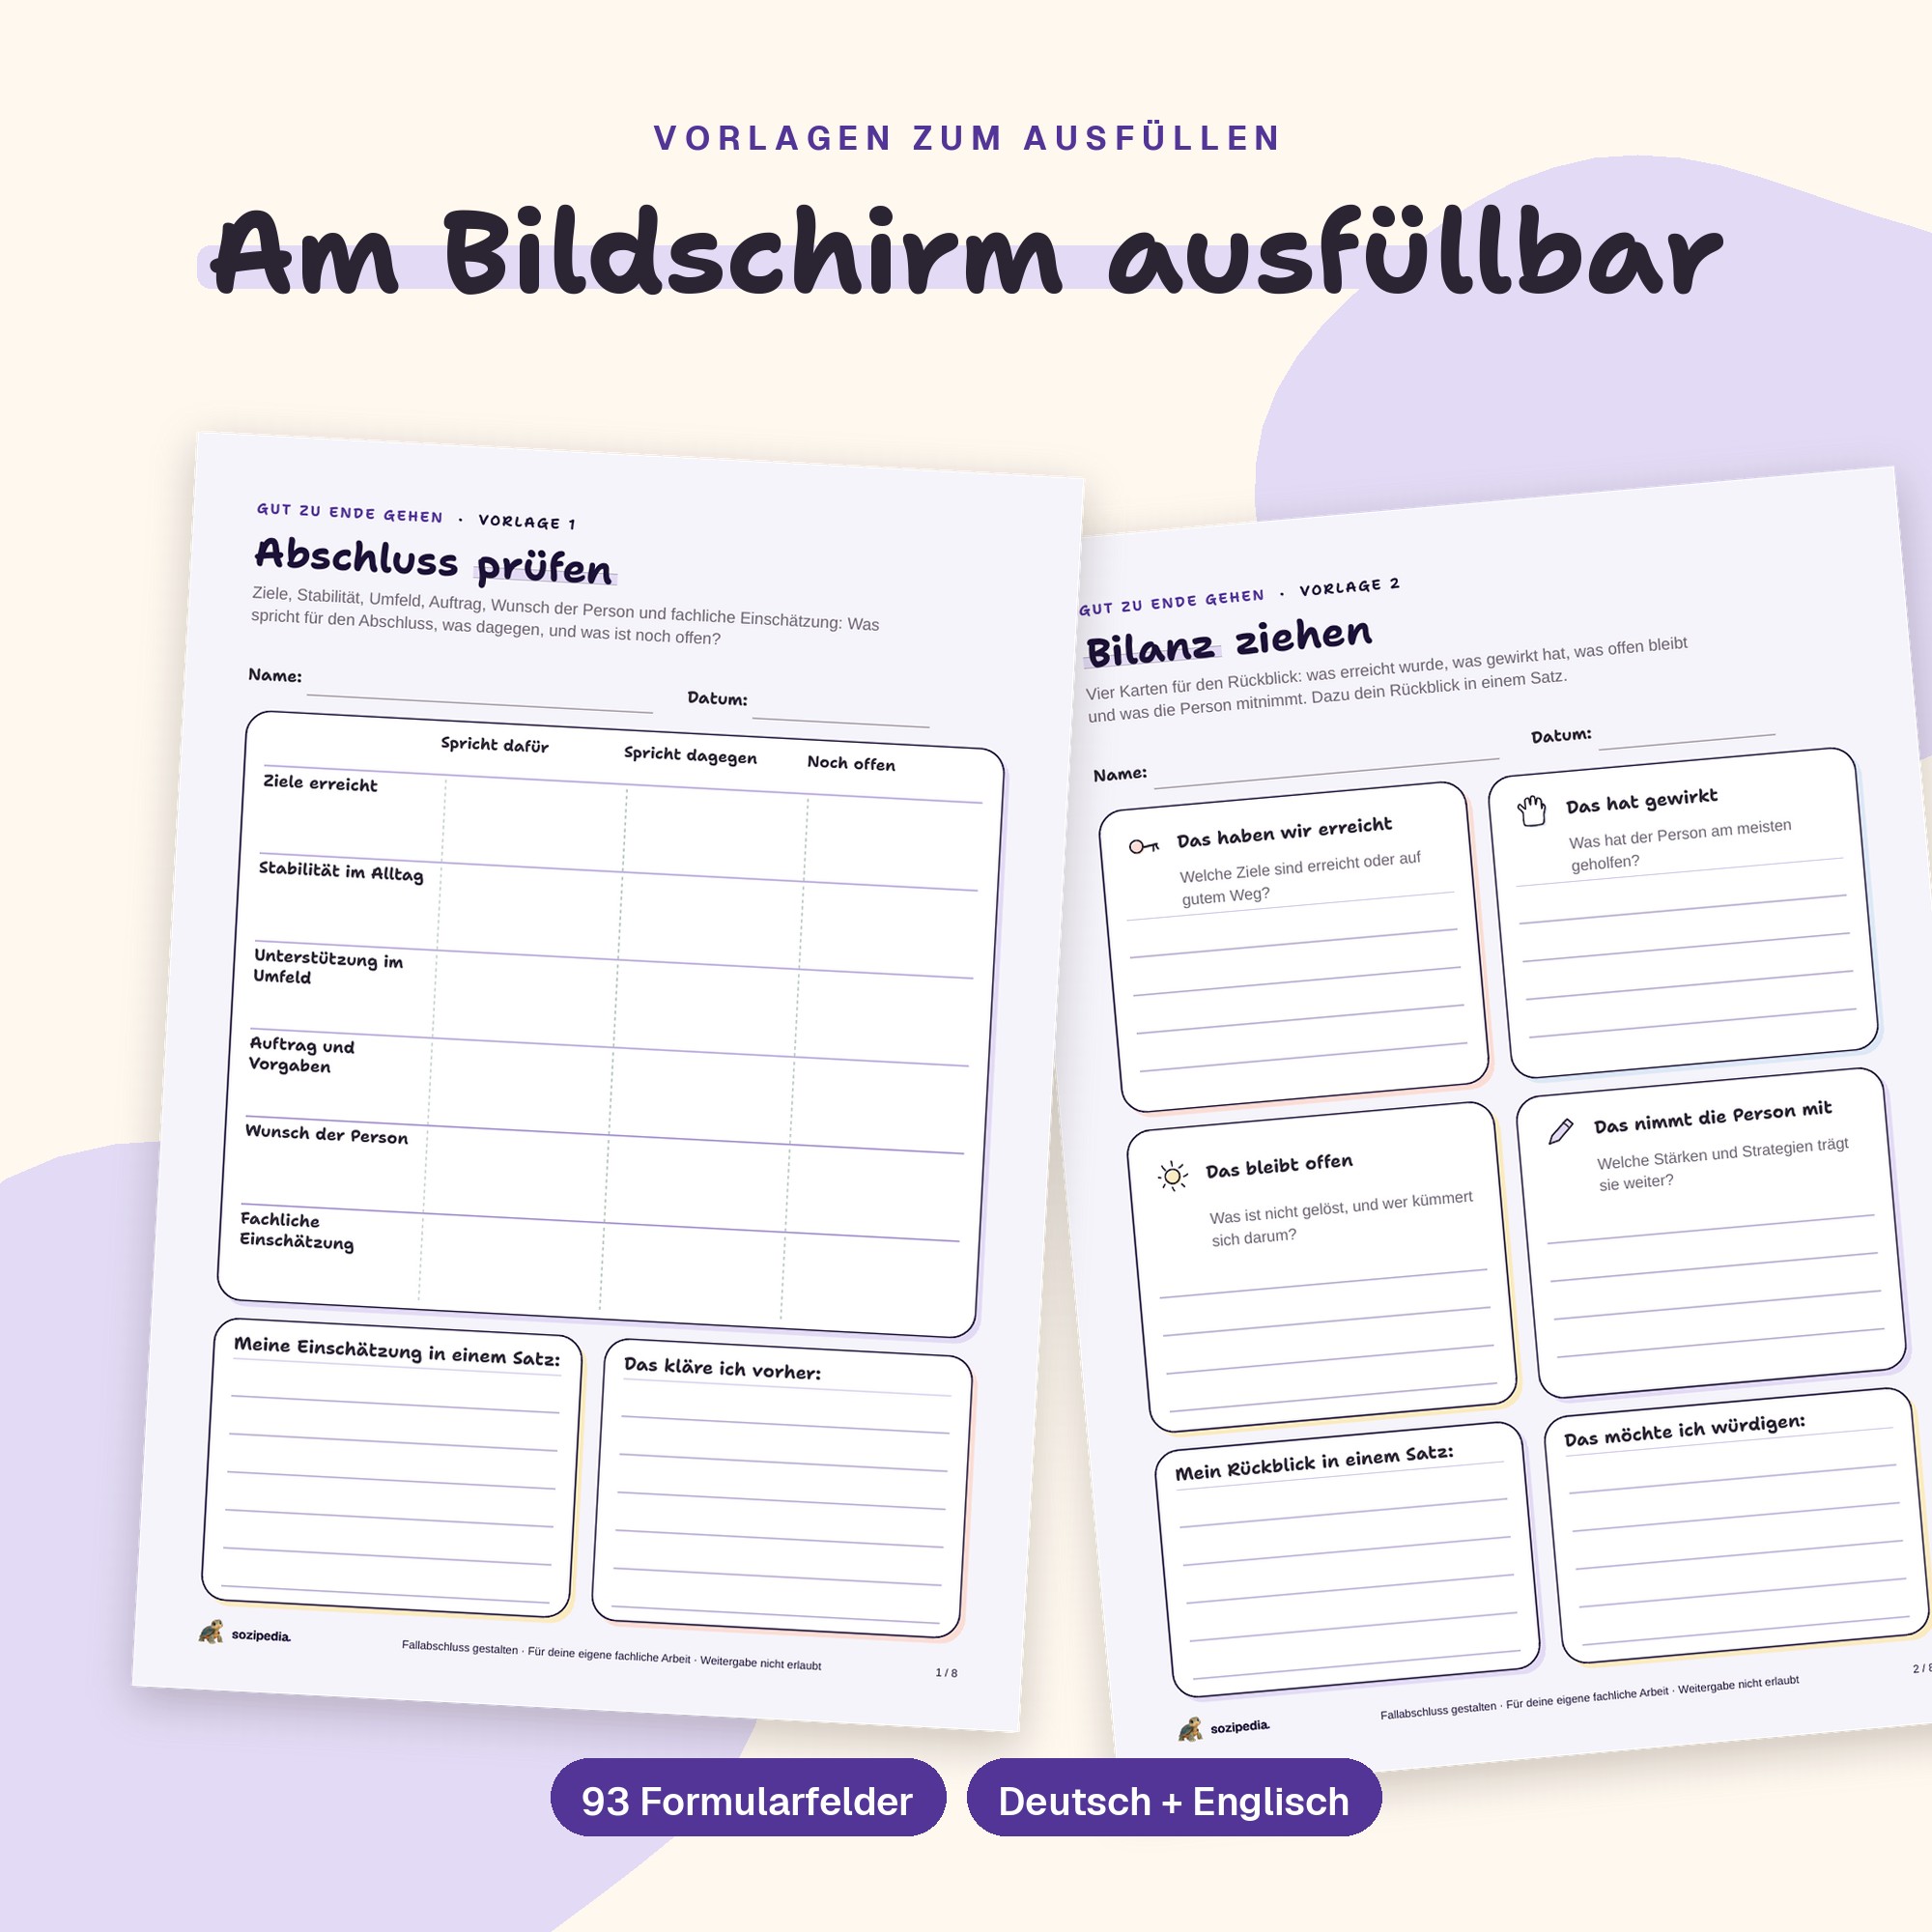 VORLAGEN ZUM AUSFÜLLEN
Am Bildschirm ausfüllbar
GUT ZU ENDE GEHEN · VORLAGE 1
Abschluss prüfen
Ziele, Stabilität, Umfeld, Auftrag, Wunsch der Person und fachliche Einschätzung: Was
spricht für den Abschluss, was dagegen, und was ist noch offen?
Name:
Datum:
Spricht dafür
Spricht dagegen
Noch offen
Ziele erreicht
Stabilität im Alltag
Unterstützung im
Umfeld
Auftrag und
Vorgaben
Wunsch der Person
Fachliche
Einschätzung
Meine Einschätzung in einem Satz:
Das kläre ich vorher:
sozipedia.
Fallabschluss gestalten · Für deine eigene fachliche Arbeit · Weitergabe nicht erlaubt
1 / 8
GUT ZU ENDE GEHEN · VORLAGE 2
Bilanz ziehen
Vier Karten für den Rückblick: was erreicht wurde, was gewirkt hat, was offen bleibt
und was die Person mitnimmt. Dazu dein Rückblick in einem Satz.
Name:
Datum:
Das haben wir erreicht
Welche Ziele sind erreicht oder auf
gutem Weg?
Das hat gewirkt
Was hat der Person am meisten
geholfen?
Das bleibt offen
Was ist nicht gelöst, und wer kümmert
sich darum?
Das nimmt die Person mit
Welche Stärken und Strategien trägt
sie weiter?
Mein Rückblick in einem Satz:
Das möchte ich würdigen:
sozipedia.
Fallabschluss gestalten · Für deine eigene fachliche Arbeit · Weitergabe nicht erlaubt
2 / 8
93 Formularfelder
Deutsch + Englisch